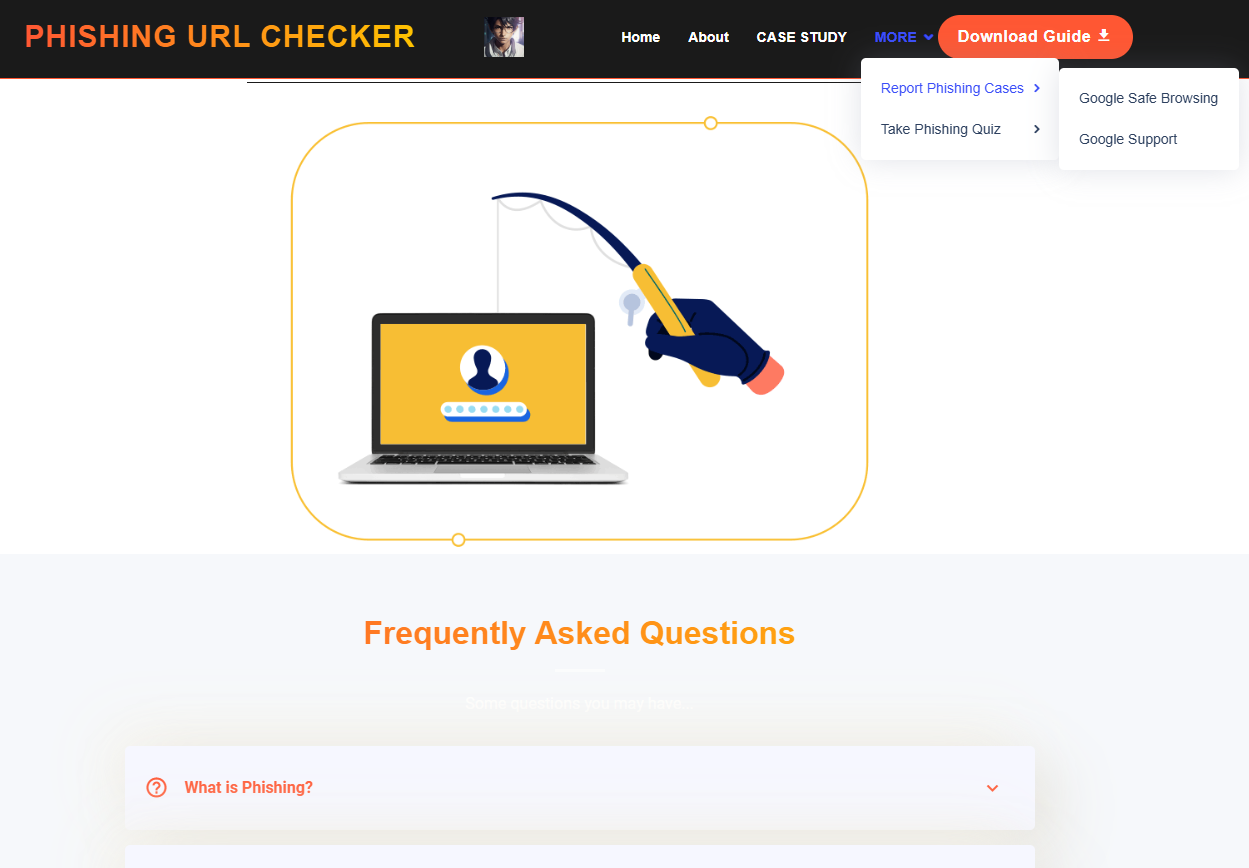 PHISHING URL CHECKER
Home
About
CASE STUDY
MORE
Download Guide
Report Phishing Cases
Take Phishing Quiz
Google Safe Browsing
Google Support
Frequently Asked Questions
Some questions you may have..
What is Phishing?